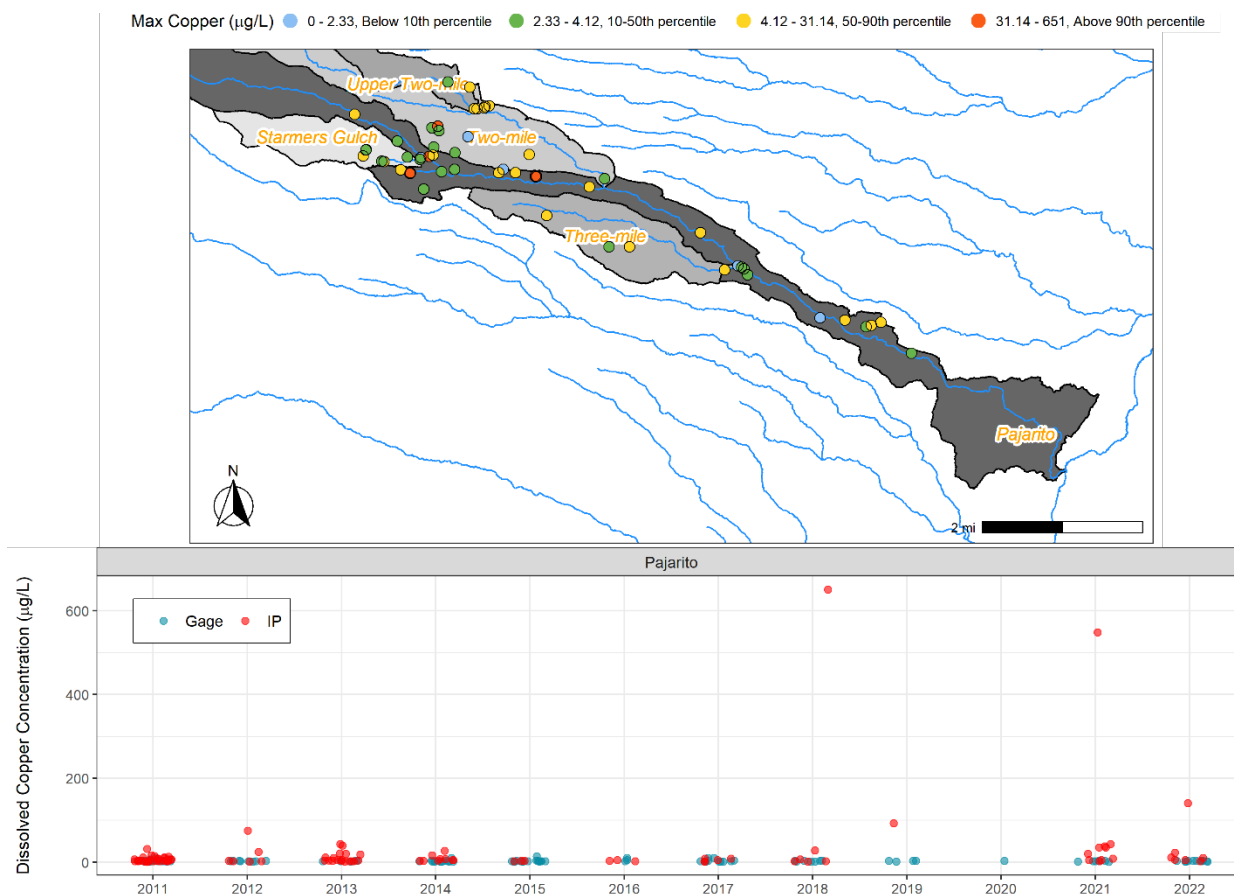 Max Copper (µg/L) 0 - 2.33, Below 10th percentile 2.33 - 4.12, 10-50th percentile 4.12 - 31.14, 50-90th percentile 31.14 - 651, Above 90th percentile
Upper Two-mile
Starmers Gulch
Two-mile
Three-mile
Pajarito
N
2 mi
Pajarito
Dissolved Copper Concentration (µg/L)
Gage IP
600
400
200
0
2011 2012 2013 2014 2015 2016 2017 2018 2019 2020 2021 2022